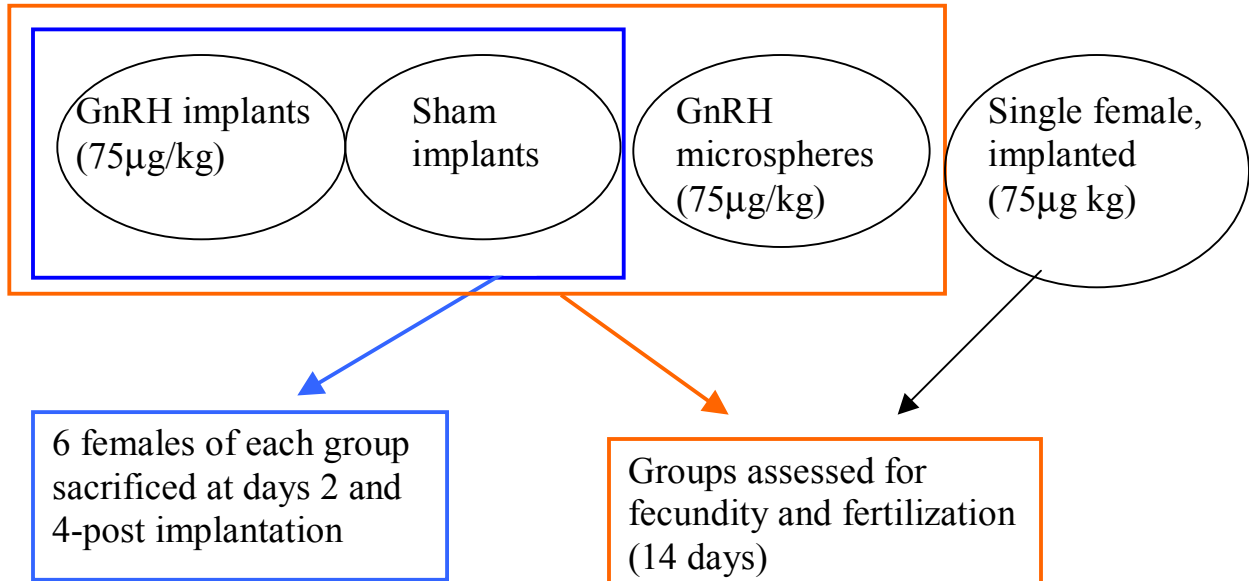 GnRH implants
(75µg/kg)
Sham
implants
GnRH
microspheres
(75µg/kg)
Single female,
implanted
(75µg kg)
6 females of each group
sacrificed at days 2 and
4-post implantation
Groups assessed for
fecundity and fertilization
(14 days)